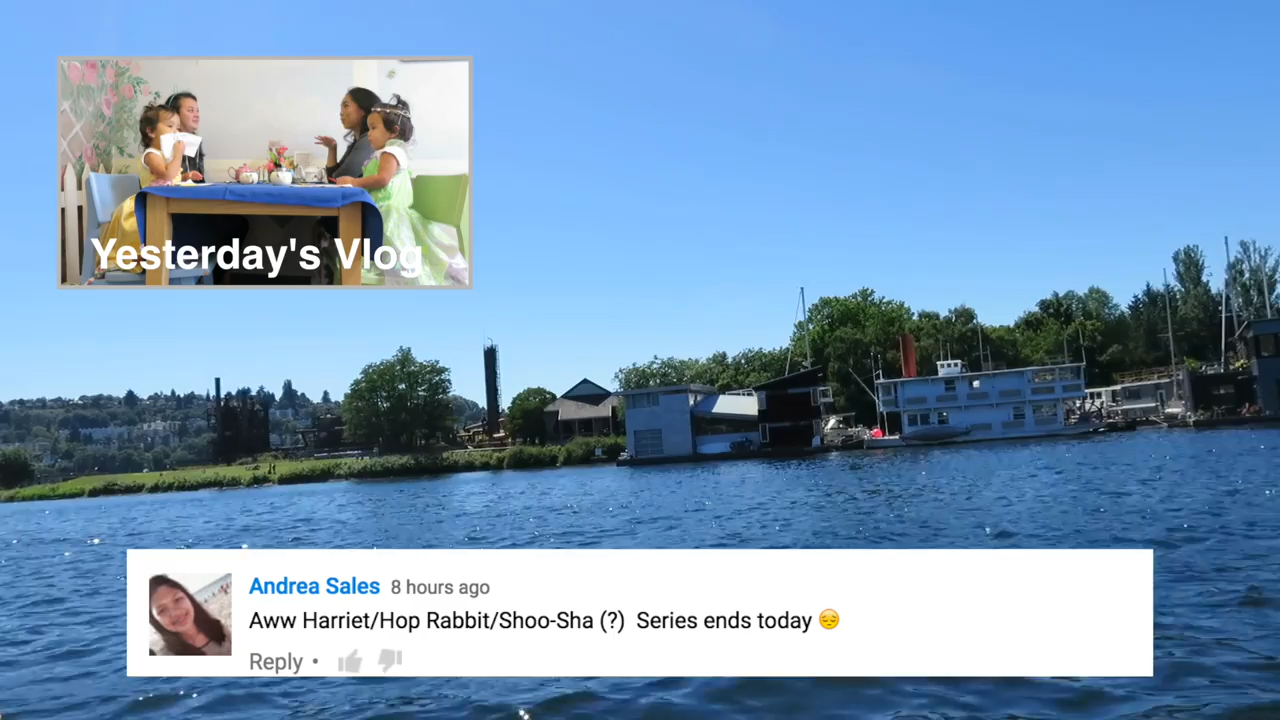 Yesterday's Vlog
Andrea Sales 8 hours ago
Aww Harriet/Hop Rabbit/Shoo-Sha (?) Series ends today 😔
Reply •